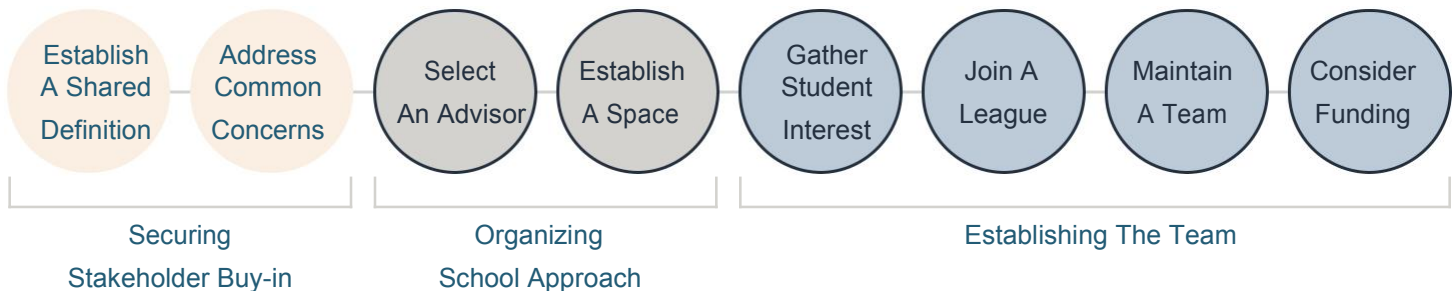 Establish
A Shared
Definition
Address
Common
Concerns
Select
An Advisor
Establish
A Space
Gather
Student
Interest
Join A
League
Maintain
A Team
Consider
Funding
Securing
Stakeholder Buy-in
Organizing
School Approach
Establishing The Team